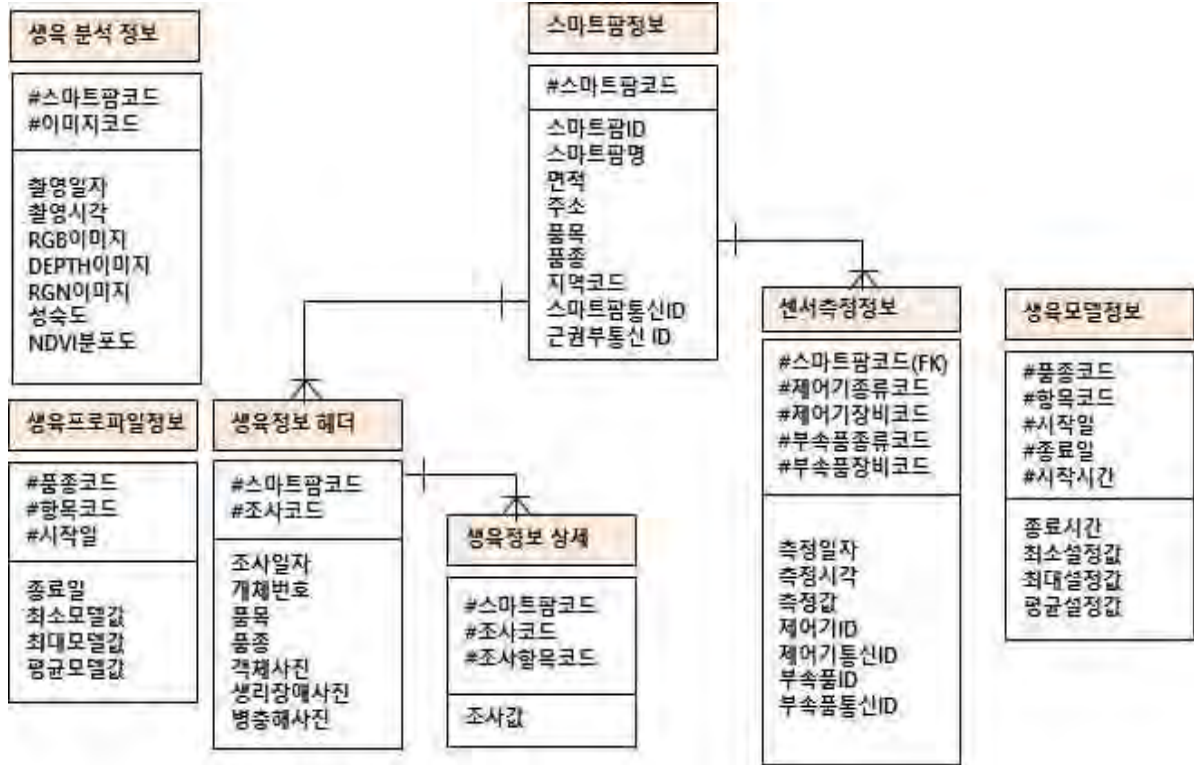 생육 분석 정보
#스마트팜코드
#이미지코드
촬영일자
촬영시각
RGB이미지
DEPTH이미지
RGN이미지
성숙도
NDVI분포도
스마트팜정보
#스마트팜코드
스마트팜ID
스마트팜명
면적
주소
품목
품종
지역코드
스마트팜통신ID
근권부통신 ID
센서측정정보
#스마트팜코드(FK)
#제어기종류코드
#제어기장비코드
#부속품종류코드
#부속품장비코드
측정일자
측정시각
측정값
제어기ID
제어기통신ID
부속품ID
부속품통신ID
생육모델정보
#품종코드
#항목코드
#시작일
#종료일
#시작시간
종료시간
최소설정값
최대설정값
평균설정값
생육프로파일정보
#품종코드
#항목코드
#시작일
종료일
최소모델값
최대모델값
평균모델값
생육정보 헤더
#스마트팜코드
#조사코드
조사일자
개체번호
품목
품종
객체사진
생리장애사진
병충해사진
생육정보 상세
#스마트팜코드
#조사코드
#조사항목코드
조사값